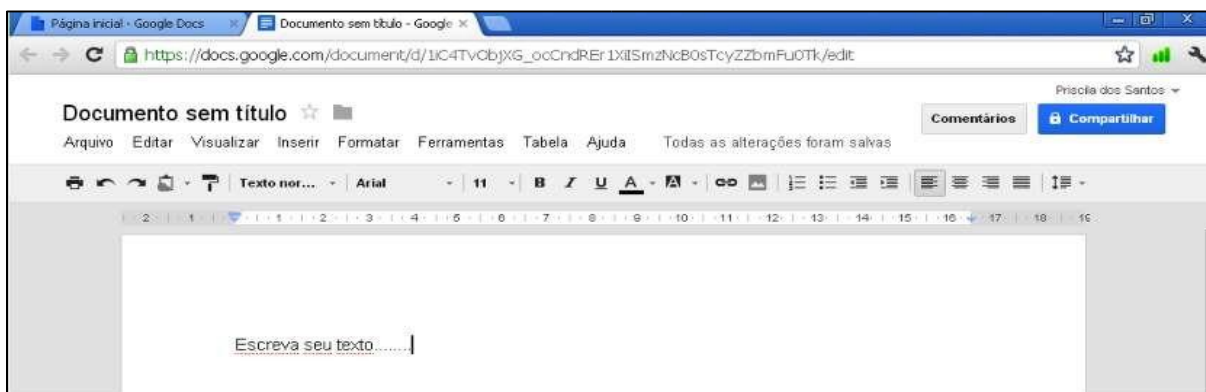 Página inicial - Google Docs
Documento sem título - Google
https://docs.google.com/document/d/1iC4TvObjXG_ocCndREr1XiISmzNcB0sTcyZZbmFu0Tk/edit
Priscila dos Santos
Documento sem título
Comentários
Compartilhar
Arquivo Editar Visualizar Inserir Formatar Ferramentas Tabela Ajuda Todas as alterações foram salvas
Texto nor... Arial 11 B I U A A
2 1 1 2 3 4 5 6 7 8 9 10 11 12 13 14 15 16 17 18 19
Escreva seu texto........